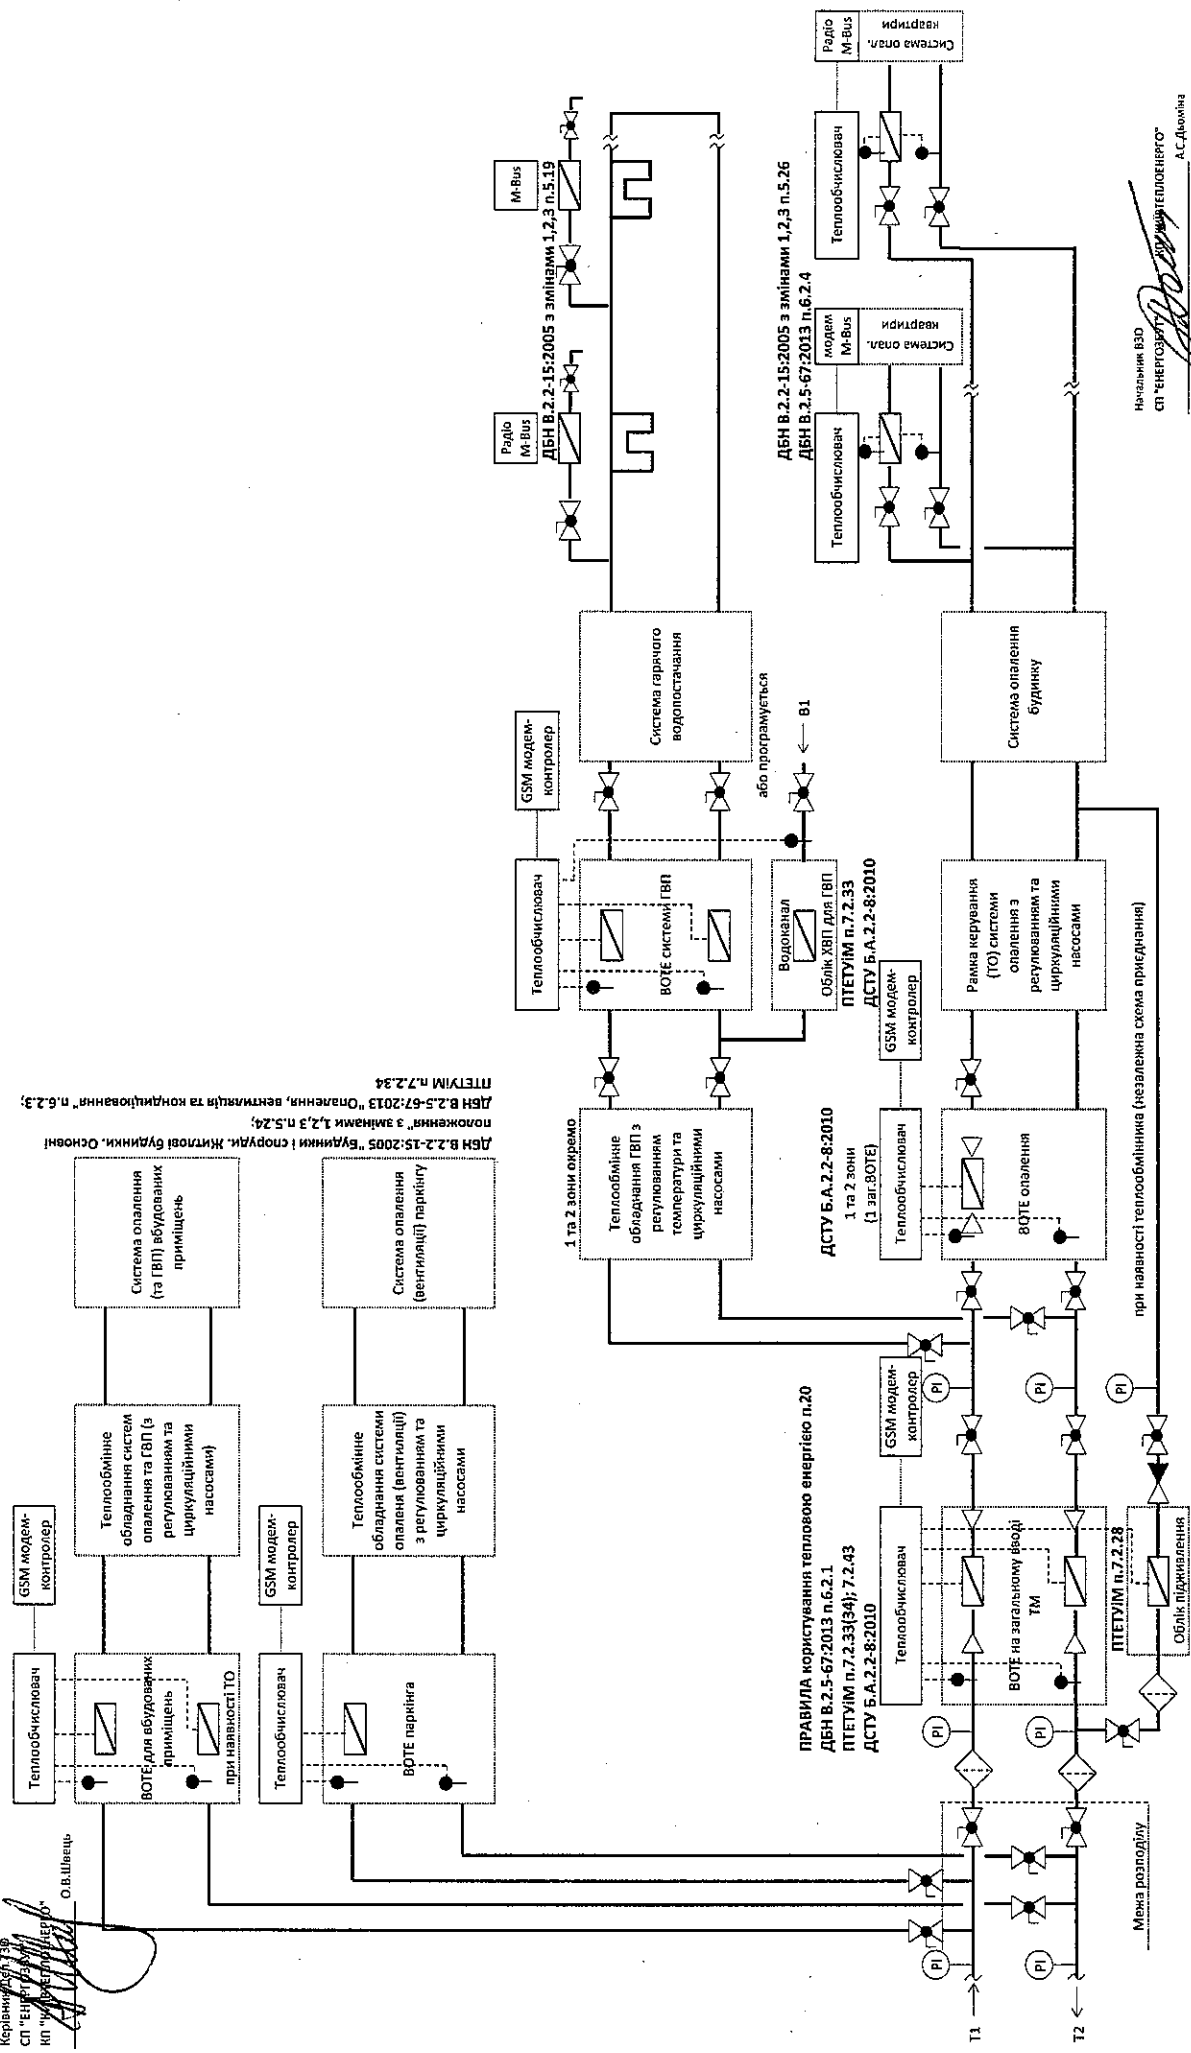 Керівник
СП "ЕНЕРГОЗБУТ"
О.В.Швець
GSM модем-
контролер
Теплообчислювач
ВОТЕ для вбудованих
приміщень
при наявності ТО
Теплообмінне
обладнання систем
опалення та ГВП (з
регулюванням та
циркуляційними
насосами)
Система опалення
(та ГВП) вбудованих
приміщень
GSM модем-
контролер
Теплообчислювач
ВОТЕ паркінга
Теплообмінне
обладнання системи
опаленя (вентиляції)
з регулюванням та
циркуляційними
насосами
Система опалення
(вентиляції) паркінгу
ДБН В.2.2-15:2005 "Будинки і споруди. Житлові будинки. Основні
положення" з змінами 1,2,3 п.5.24;
ДБН В.2.5-67:2013 "Опалення, вентиляція та кондиціювання" п.6.2.3;
ПТЕТУіМ п.7.2.34
1 та 2 зони окремо
Теплообмінне
обладнання ГВП з
регулюванням
температури та
циркуляційними
насосами
GSM модем-
контролер
Теплообчислювач
ВОТЕ системи ГВП
Водоканал
Облік ХВП для ГВП
ПТЕТУіМ п.7.2.33
ДСТУ Б.А.2.2-8:2010
або програмується
В1
Система гарячого
водопостачання
Радіо
M-Bus
M-Bus
ДБН В.2.2-15:2005 з змінами 1,2,3 п.5.19
ПРАВИЛА користування тепловою енергією п.20
ДБН В.2.5-67:2013 п.6.2.1
ПТЕТУіМ п.7.2.33(34); 7.2.43
ДСТУ Б.А.2.2-8:2010
GSM модем-
контролер
Теплообчислювач
ВОТЕ на загальному вводі
ТМ
ПТЕТУіМ п.7.2.28
Облік підживлення
ДСТУ Б.А.2.2-8:2010
1 та 2 зони
(1 заг.ВОТЕ)
GSM модем-
контролер
Теплообчислювач
ВОТЕ опалення
Рамка керування
(ТО) системи
опалення з
регулюванням та
циркуляційними
насосами
Система опалення
будинку
при наявності теплообмінника (незалежна схема приєднання)
ДБН В.2.2-15:2005 з змінами 1,2,3 п.5.26
ДБН В.2.5-67:2013 п.6.2.4
Теплообчислювач
модем
M-Bus
Система опал.
квартири
Теплообчислювач
Радіо
M-Bus
Система опал.
квартири
PI
PI
PI
PI
PI
PI
PI
T1
T2
Межа розподілу
Начальник ВЗО
СП "ЕНЕРГОЗБУТ"
А.С.Дьоміна